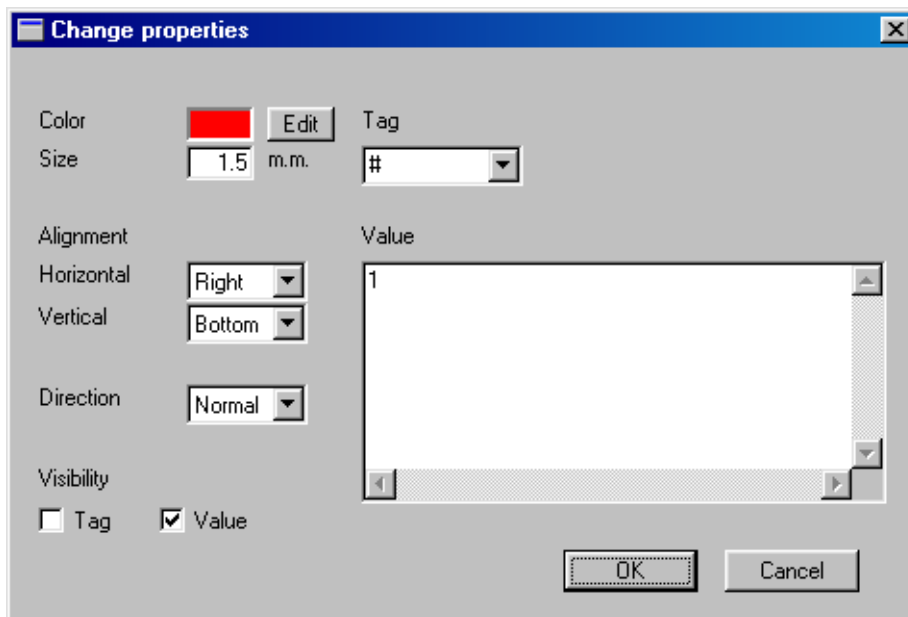 Change properties
Color Edit Tag
Size 1.5 m.m. #
Alignment Value
Horizontal Right 1
Vertical Bottom
Direction Normal
Visibility
Tag Value
OK Cancel